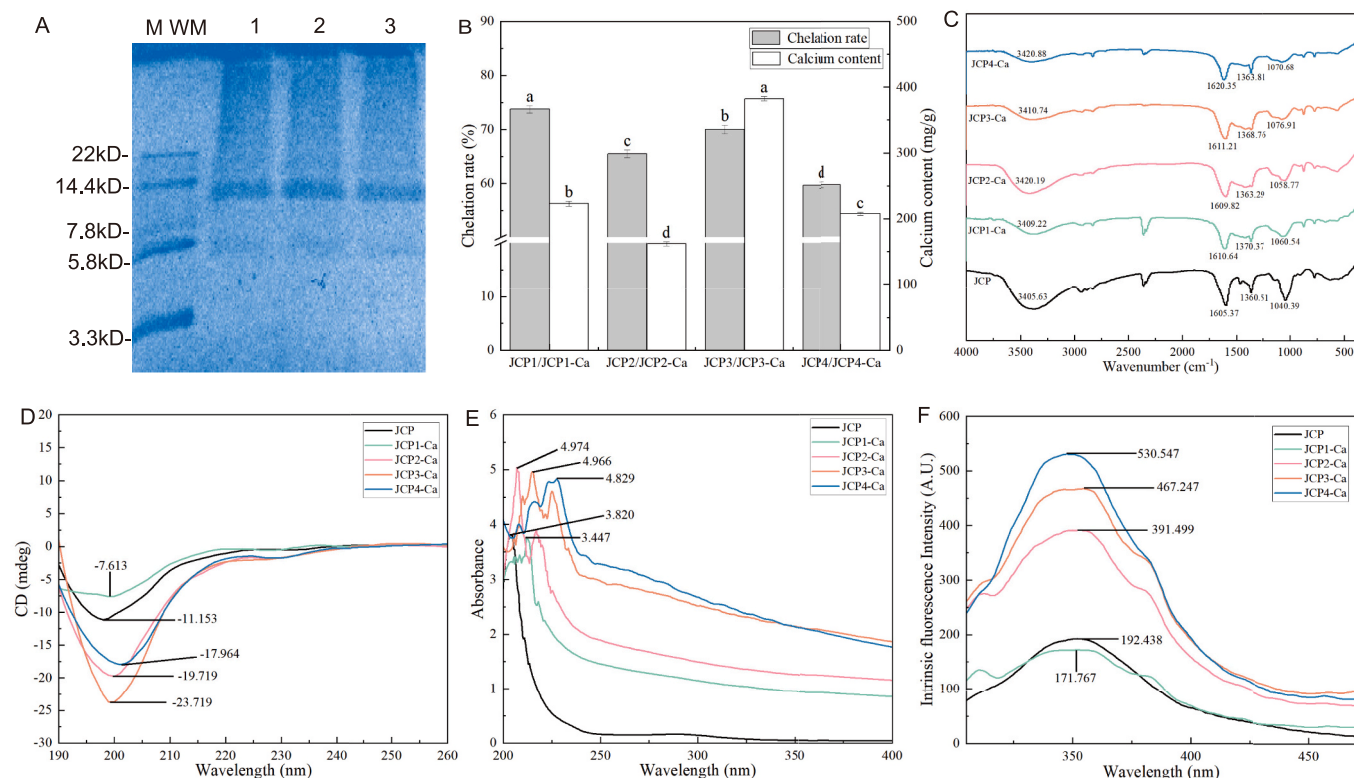 A
M WM 1 2 3
22kD-
14.4kD-
7.8kD-
5.8kD-
3.3kD-
B
Chelation rate
Calcium content
Chelation rate (%)
90
80
70
60
10
0
a
b
c
d
b
a
d
c
500
400
300
200
100
0
Calcium content (mg/g)
JCP1/JCP1-Ca JCP2/JCP2-Ca JCP3/JCP3-Ca JCP4/JCP4-Ca
C
JCP4-Ca 3420.88 1620.35 1363.81 1070.68
JCP3-Ca 3410.74 1611.21 1368.76 1076.91
JCP2-Ca 3420.19 1609.82 1363.29 1058.77
JCP1-Ca 3409.22 1610.64 1370.37 1060.54
JCP 3405.63 1605.37 1360.51 1040.39
4000 3500 3000 2500 2000 1500 1000 500
Wavenumber (cm⁻¹)
D
CD (mdeg)
20
15
10
5
0
-5
-10
-15
-20
-25
-30
JCP
JCP1-Ca
JCP2-Ca
JCP3-Ca
JCP4-Ca
-7.613
-11.153
-17.964
-19.719
-23.719
190 200 210 220 230 240 250 260
Wavelength (nm)
E
Absorbance
6
5
4
3
2
1
0
JCP
JCP1-Ca
JCP2-Ca
JCP3-Ca
JCP4-Ca
4.974
4.966
4.829
3.820
3.447
200 250 300 350 400
Wavelength (nm)
F
Intrinsic fluorescence Intensity (A.U.)
600
500
400
300
200
100
0
JCP
JCP1-Ca
JCP2-Ca
JCP3-Ca
JCP4-Ca
530.547
467.247
391.499
192.438
171.767
350 400 450
Wavelength (nm)